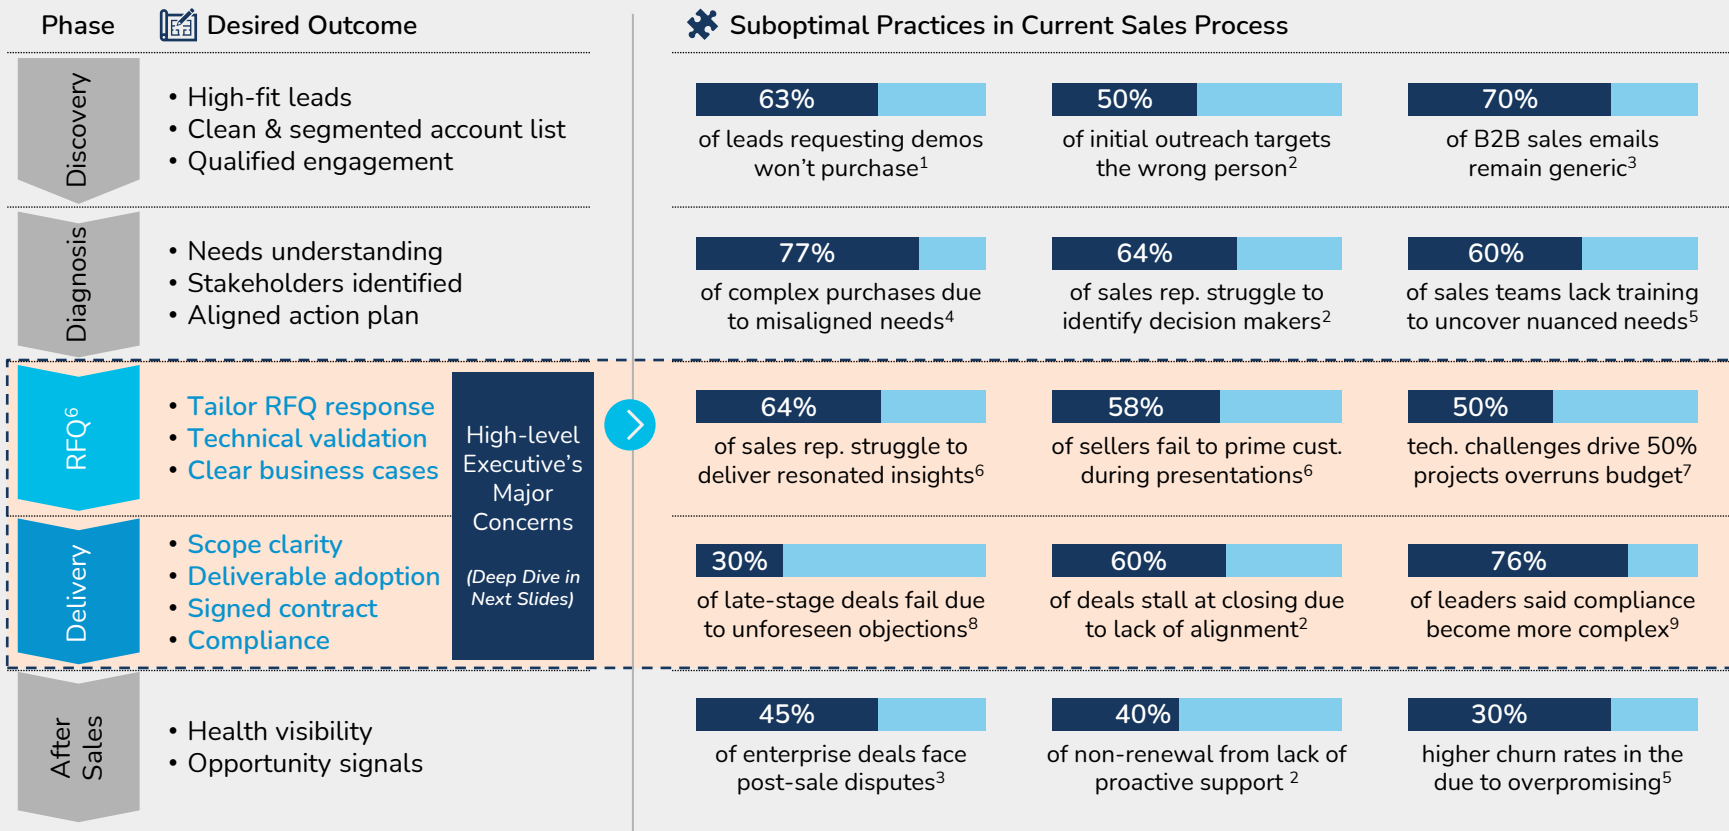 Phase
Desired Outcome
Suboptimal Practices in Current Sales Process
Discovery
• High-fit leads
• Clean & segmented account list
• Qualified engagement
63%
of leads requesting demos
won’t purchase¹
50%
of initial outreach targets
the wrong person²
70%
of B2B sales emails
remain generic³
Diagnosis
• Needs understanding
• Stakeholders identified
• Aligned action plan
77%
of complex purchases due
to misaligned needs⁴
64%
of sales rep. struggle to
identify decision makers²
60%
of sales teams lack training
to uncover nuanced needs⁵
RFQ⁶
• Tailor RFQ response
• Technical validation
• Clear business cases
High-level
Executive’s
Major
Concerns
(Deep Dive in
Next Slides)
64%
of sales rep. struggle to
deliver resonated insights⁶
58%
of sellers fail to prime cust.
during presentations⁶
50%
tech. challenges drive 50%
projects overruns budget⁷
Delivery
• Scope clarity
• Deliverable adoption
• Signed contract
• Compliance
30%
of late-stage deals fail due
to unforeseen objections⁸
60%
of deals stall at closing due
to lack of alignment²
76%
of leaders said compliance
become more complex⁹
After
Sales
• Health visibility
• Opportunity signals
45%
of enterprise deals face
post-sale disputes³
40%
of non-renewal from lack of
proactive support ²
30%
higher churn rates in the
due to overpromising⁵